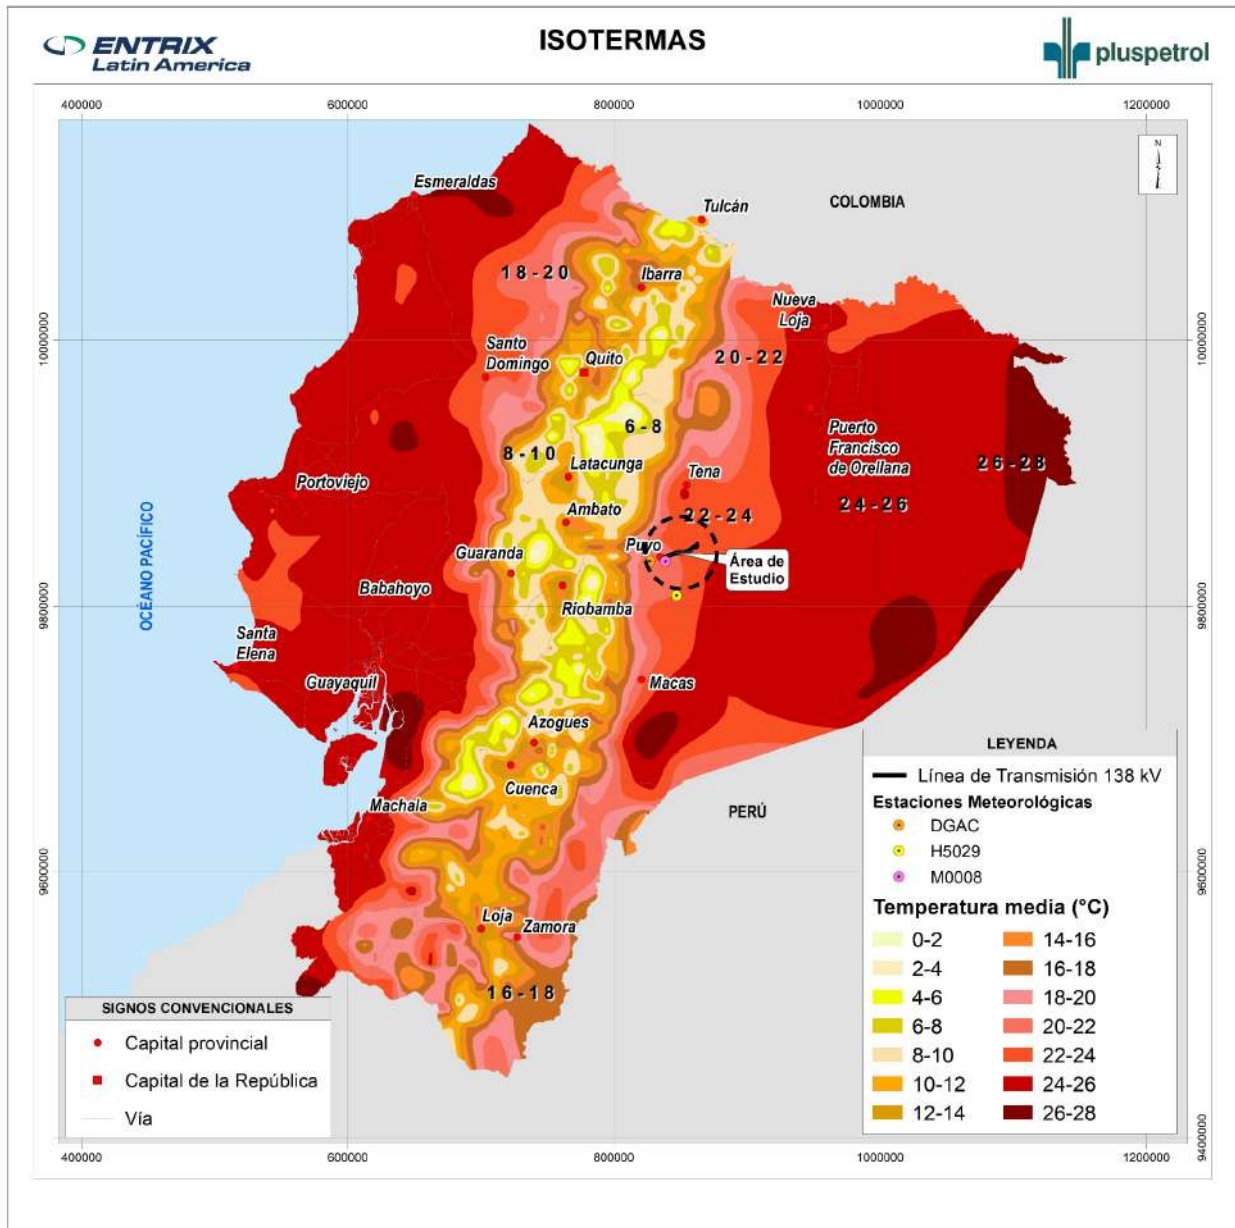 ENTRIX
Latin America
ISOTERMAS
pluspetrol
400000 600000 800000 1000000 1200000
N
COLOMBIA
Esmeraldas
Tulcán
18-20
Ibarra
Nueva
Loja
10000000
10000000
Santo
Domingo
Quito
20-22
6-8
8-10
Latacunga
Tena
Puerto
Francisco
de Orellana
26-28
24-26
Portoviejo
Ambato
22-24
OCÉANO PACÍFICO
Guaranda
Puyo
Área de
Estudio
Babahoyo
Riobamba
9800000
9800000
Santa
Elena
Guayaquil
Macas
Azogues
Cuenca
Machala
PERÚ
9600000
9600000
Loja
Zamora
16-18
LEYENDA
Línea de Transmisión 138 kV
Estaciones Meteorológicas
DGAC
H5029
M0008
Temperatura media (°C)
0-2 14-16
2-4 16-18
4-6 18-20
6-8 20-22
8-10 22-24
10-12 24-26
12-14 26-28
SIGNOS CONVENCIONALES
Capital provincial
Capital de la República
Vía
9400000
400000 600000 800000 1000000 1200000